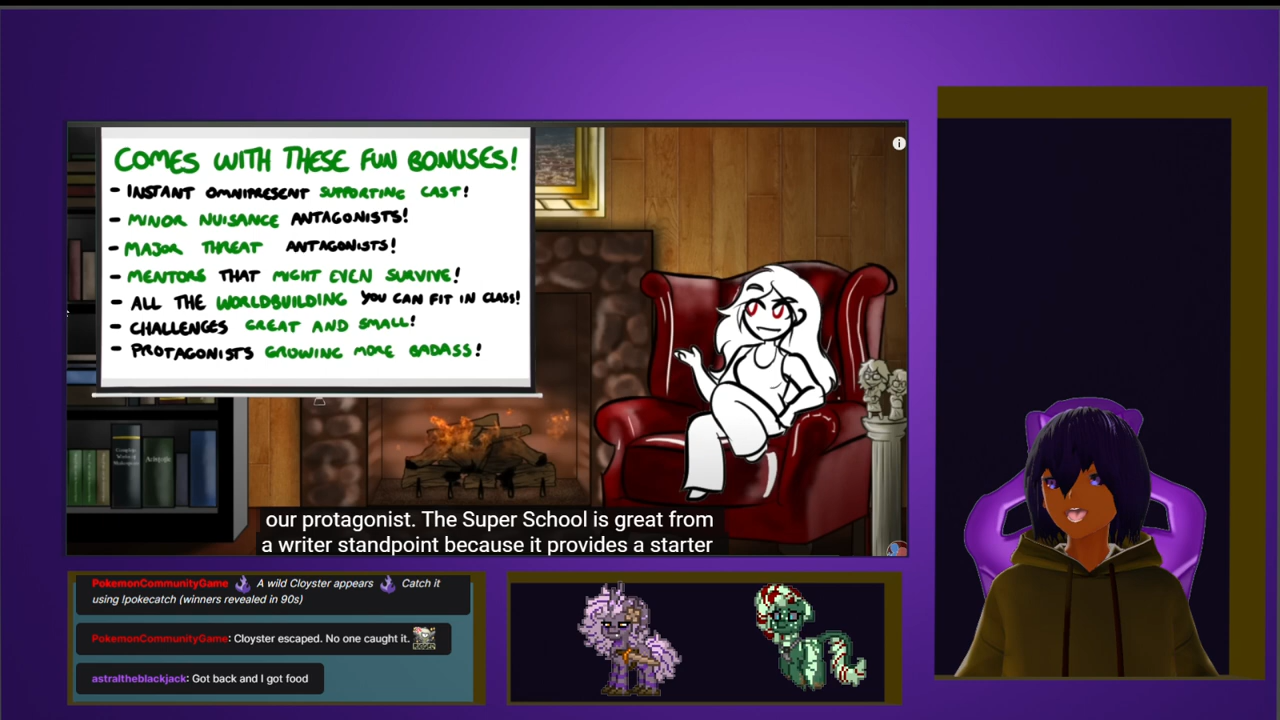 COMES WITH THESE FUN BONUSES!
- INSTANT OMNIPRESENT SUPPORTING CAST!
- MINOR NUISANCE ANTAGONISTS!
- MAJOR THREAT ANTAGONISTS!
- MENTORS THAT MIGHT EVEN SURVIVE!
- ALL THE WORLDBUILDING YOU CAN FIT IN CLASS!
- CHALLENGES GREAT AND SMALL!
- PROTAGONISTS GROWING MORE BADASS!
our protagonist. The Super School is great from
a writer standpoint because it provides a starter
PokemonCommunityGame A wild Cloyster appears Catch it
using !pokecatch (winners revealed in 90s)
PokemonCommunityGame: Cloyster escaped. No one caught it.
astraltheblackjack: Got back and I got food